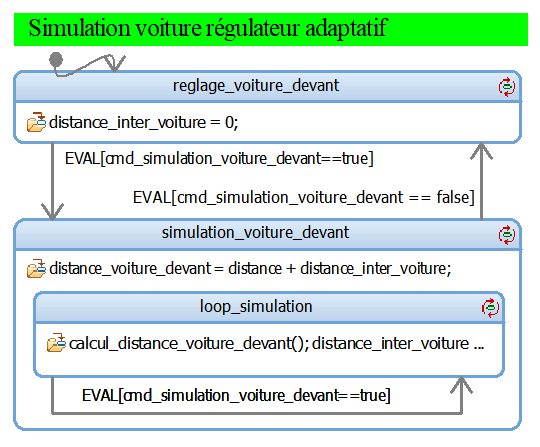 Simulation voiture régulateur adaptatif
reglage_voiture_devant
distance_inter_voiture = 0;
EVAL[cmd_simulation_voiture_devant==true]
EVAL[cmd_simulation_voiture_devant == false]
simulation_voiture_devant
distance_voiture_devant = distance + distance_inter_voiture;
loop_simulation
calcul_distance_voiture_devant(); distance_inter_voiture ...
EVAL[cmd_simulation_voiture_devant==true]